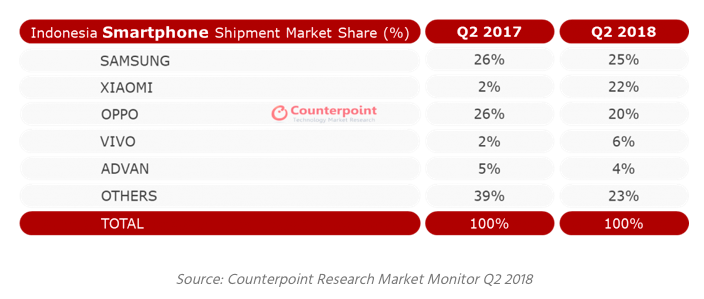 Indonesia Smartphone Shipment Market Share (%) Q2 2017 Q2 2018
SAMSUNG 26% 25%
XIAOMI 2% 22%
OPPO 26% 20%
Counterpoint
Technology Market Research
VIVO 2% 6%
ADVAN 5% 4%
OTHERS 39% 23%
TOTAL 100% 100%
Source: Counterpoint Research Market Monitor Q2 2018